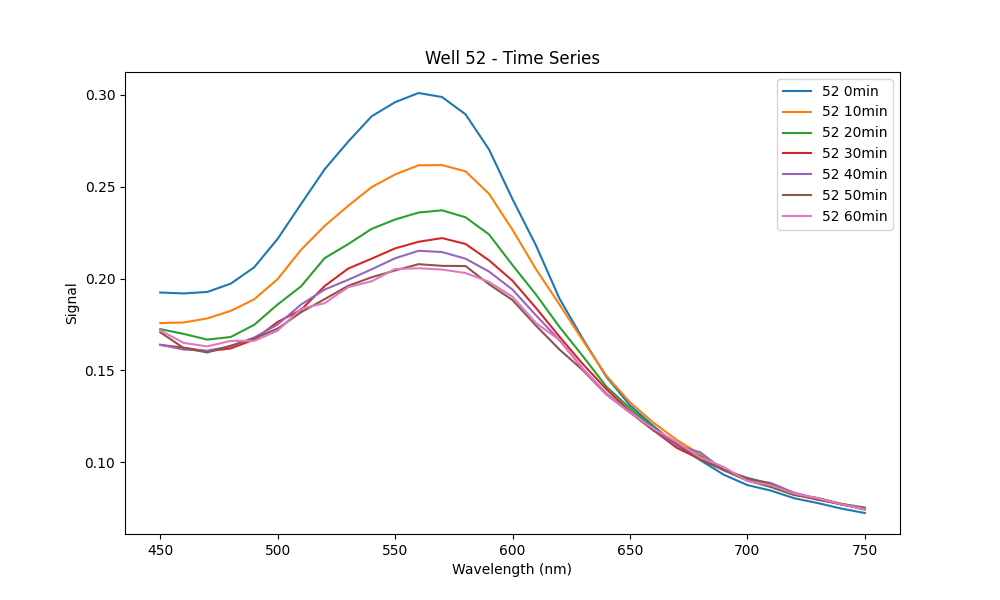 Well 52 - Time Series
52 0min
52 10min
52 20min
52 30min
52 40min
52 50min
52 60min
Signal
0.30
0.25
0.20
0.15
0.10
450 500 550 600 650 700 750
Wavelength (nm)